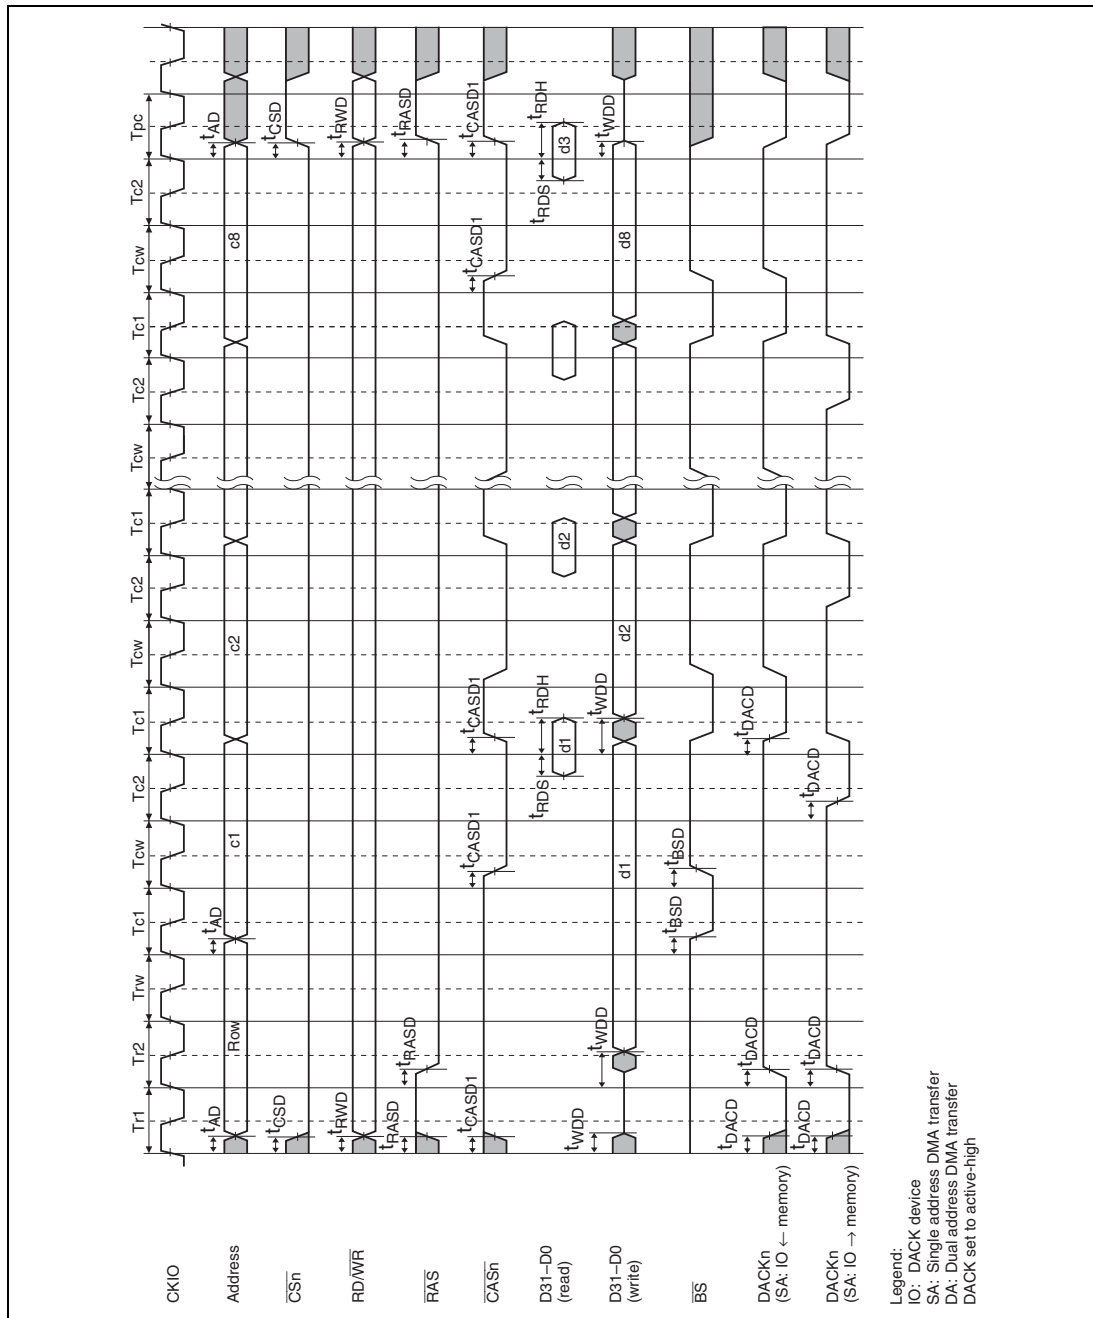 Tr1 Tr2 Trw Tc1 Tcw Tc2 Tc1 Tcw Tc2 Tc1 Tcw Tc2 Tc1 Tcw Tc2 Tpc
CKIO
Address
tAD Row tAD c1 c2 c8 tAD
CSn
tCSD tCSD
RD/WR
tRWD tRWD
RAS
tRASD tRASD tRASD
CASn
tCASD1 tCASD1 tCASD1 tCASD1 tCASD1
D31–D0
(read)
tRDS d1 tRDH d2 tRDS d3 tRDH
D31–D0
(write)
tWDD tWDD d1 tWDD d2 d8 tWDD
BS
tBSD tBSD
DACKn
(SA: IO ← memory)
tDACD tDACD tDACD
DACKn
(SA: IO → memory)
tDACD tDACD tDACD
Legend:
IO: DACK device
SA: Single address DMA transfer
DA: Dual address DMA transfer
DACK set to active-high